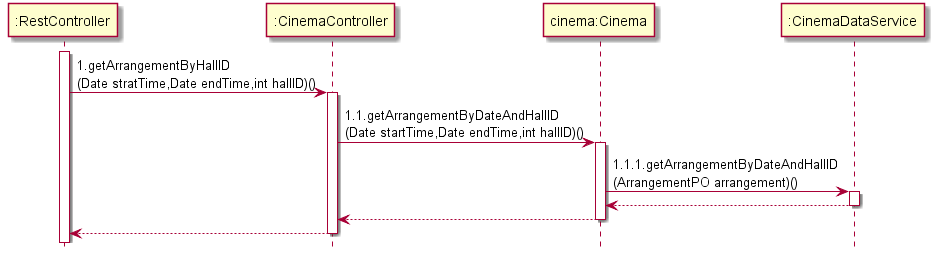 :RestController
:CinemaController
cinema:Cinema
:CinemaDataService
1.getArrangementByHallID
(Date stratTime,Date endTime,int hallID)()
1.1.getArrangementByDateAndHallID
(Date startTime,Date endTime,int hallID)()
1.1.1.getArrangementByDateAndHallID
(ArrangementPO arrangement)()